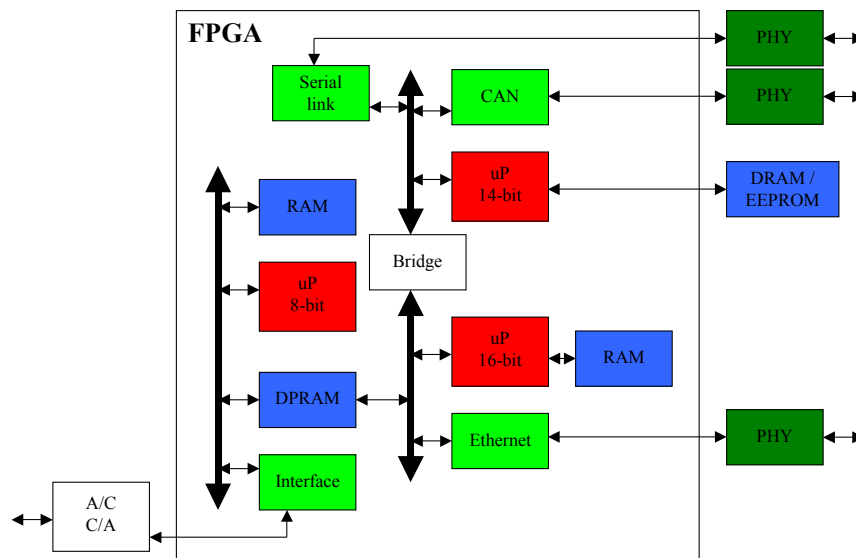 FPGA
PHY
Serial
link
CAN
PHY
uP
14-bit
DRAM /
EEPROM
RAM
Bridge
uP
8-bit
uP
16-bit
RAM
DPRAM
Ethernet
PHY
Interface
A/C
C/A